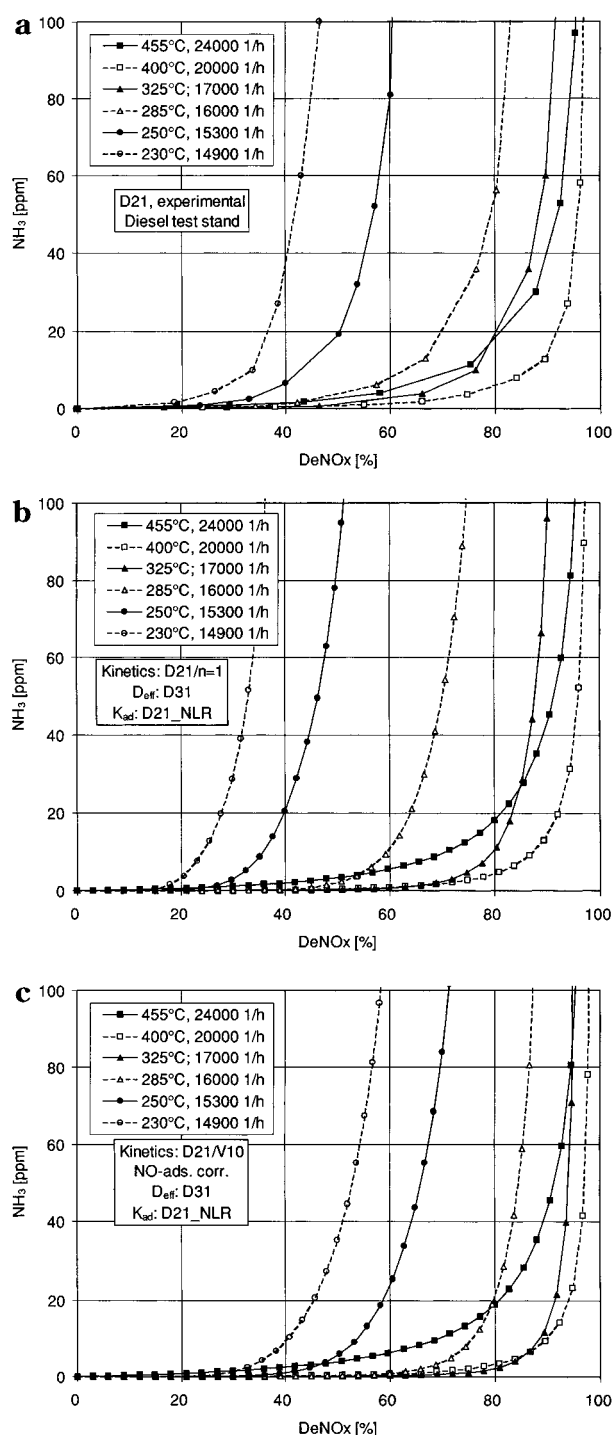 a
100
80
60
40
20
0
NH₃ [ppm]
455°C, 24000 1/h
400°C, 20000 1/h
325°C; 17000 1/h
285°C, 16000 1/h
250°C, 15300 1/h
230°C, 14900 1/h
D21, experimental
Diesel test stand
0 20 40 60 80 100
DeNOx [%]
b
100
80
60
40
20
0
NH₃ [ppm]
455°C, 24000 1/h
400°C, 20000 1/h
325°C; 17000 1/h
285°C, 16000 1/h
250°C, 15300 1/h
230°C, 14900 1/h
Kinetics: D21/n=1
Deff: D31
Kad: D21_NLR
0 20 40 60 80 100
DeNOx [%]
c
100
80
60
40
20
0
NH₃ [ppm]
455°C, 24000 1/h
400°C, 20000 1/h
325°C; 17000 1/h
285°C, 16000 1/h
250°C, 15300 1/h
230°C, 14900 1/h
Kinetics: D21/V10
NO-ads. corr.
Deff: D31
Kad: D21_NLR
0 20 40 60 80 100
DeNOx [%]